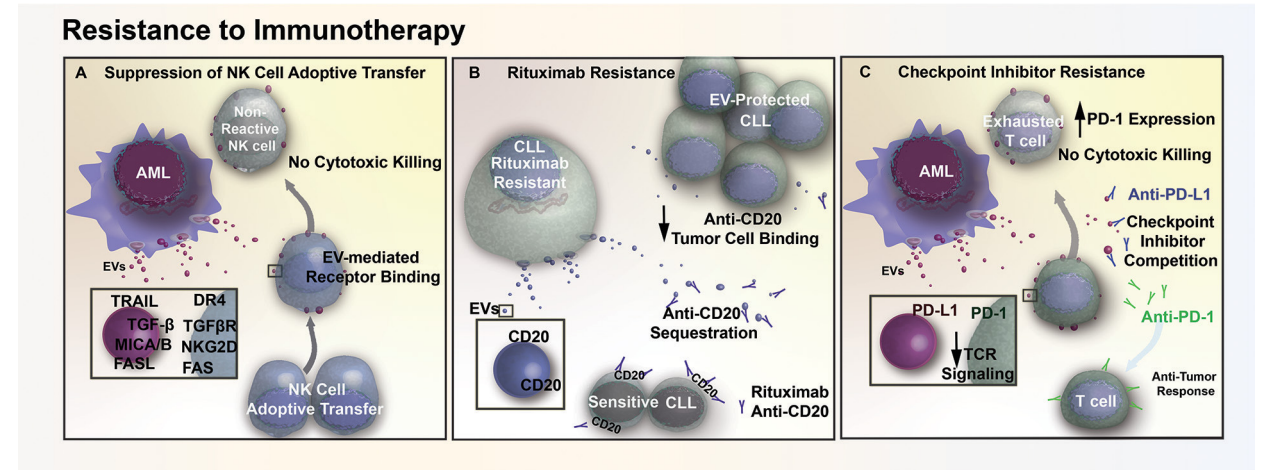 Resistance to Immunotherapy
A Suppression of NK Cell Adoptive Transfer
Non-
Reactive
NK cell
No Cytotoxic Killing
AML
EV-mediated
Receptor Binding
EVs
TRAIL DR4
TGF-β TGFβR
MICA/B NKG2D
FASL FAS
NK Cell
Adoptive Transfer
B Rituximab Resistance
EV-Protected
CLL
CLL
Rituximab
Resistant
Anti-CD20
Tumor Cell Binding
EVs
Anti-CD20
Sequestration
CD20
CD20
CD20
CD20
CD20
Sensitive CLL
Rituximab
Anti-CD20
C Checkpoint Inhibitor Resistance
Exhausted
T cell
PD-1 Expression
No Cytotoxic Killing
AML
Anti-PD-L1
Checkpoint
Inhibitor
Competition
EVs
PD-L1 PD-1
TCR
Signaling
Anti-PD-1
Anti-Tumor
Response
T cell